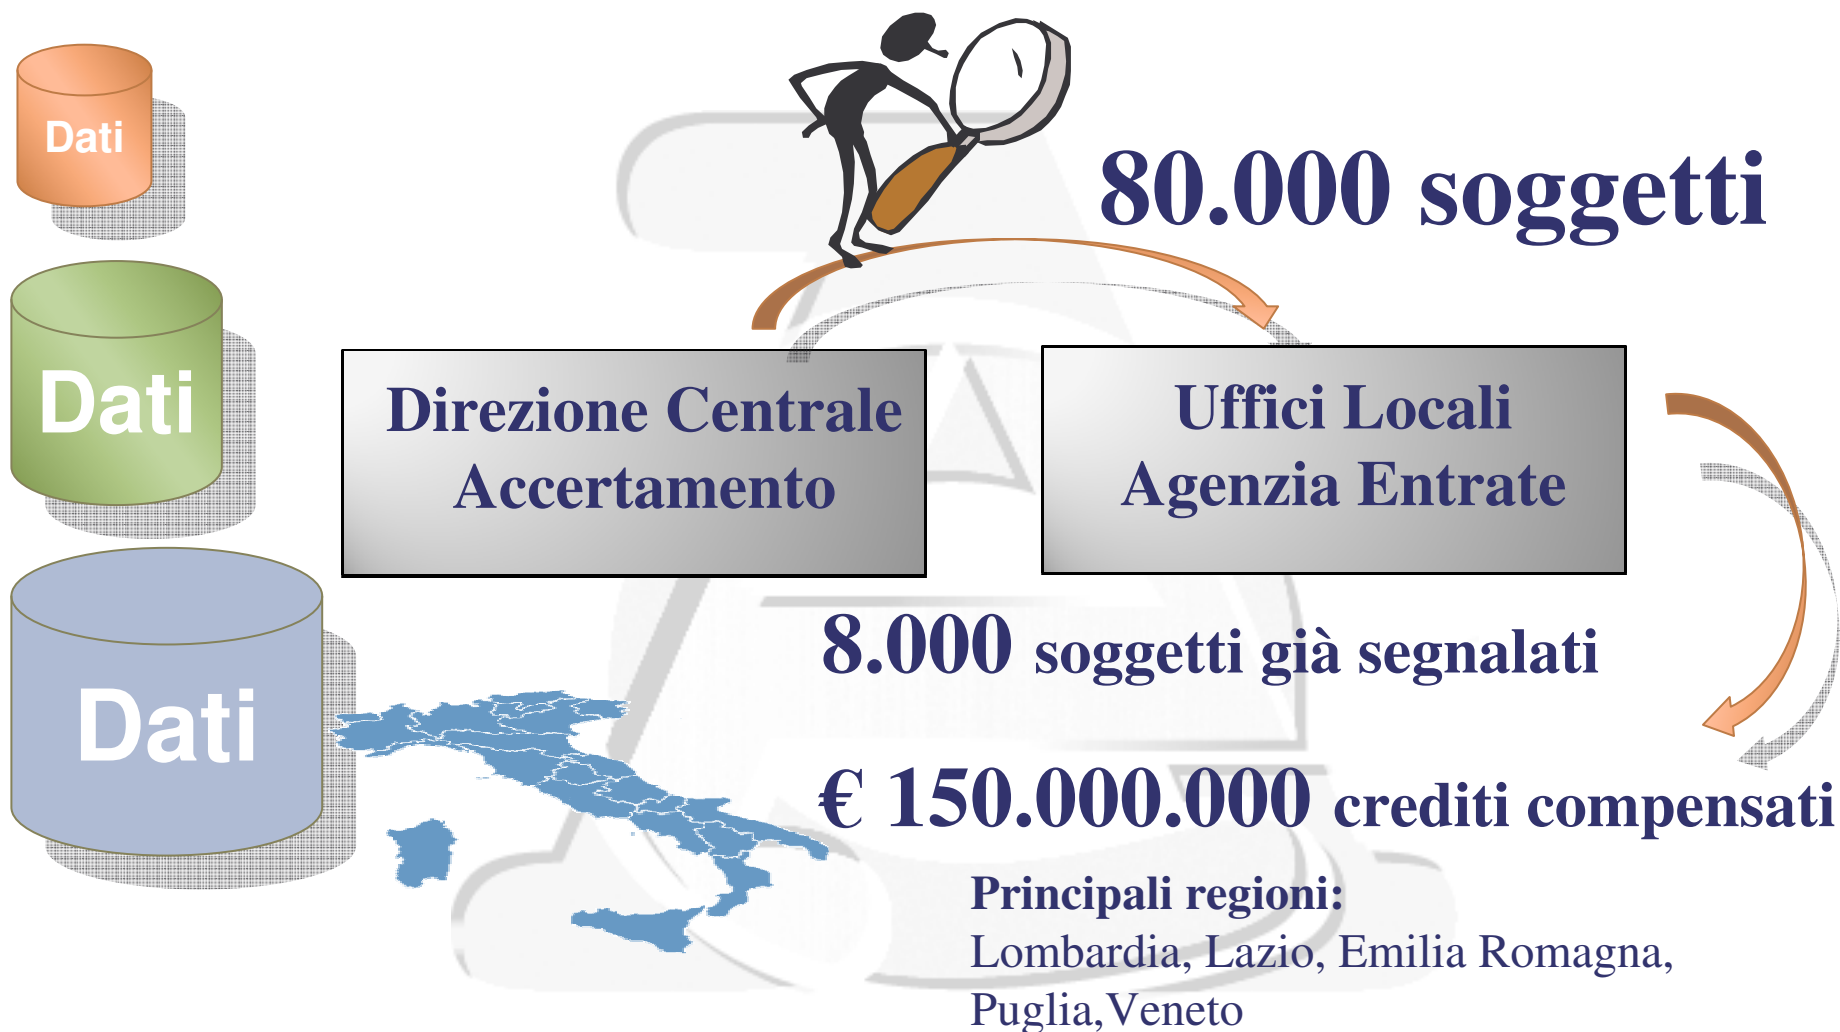 Dati
80.000 soggetti
Dati
Direzione Centrale
Accertamento
Uffici Locali
Agenzia Entrate
Dati
8.000 soggetti già segnalati
€ 150.000.000 crediti compensati
Principali regioni:
Lombardia, Lazio, Emilia Romagna,
Puglia,Veneto